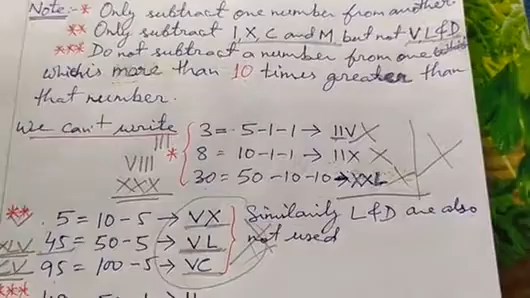 Note:-* Only subtract one number from another
** Only subtract I, X, C and M but not V L & D
*** Do not subtract a number from one
which is more than 10 times greater than
that number.
We can't write { 3 = 5-1-1 → IIV X
III
VIII * 8 = 10-1-1 → IIX X X
XXX 30 = 50-10-10 → XXL X
** 5 = 10-5 → VX } Similarily L & D are also
XLV 45 = 50-5 → VL not used
CV 95 = 100-5 → VC
***